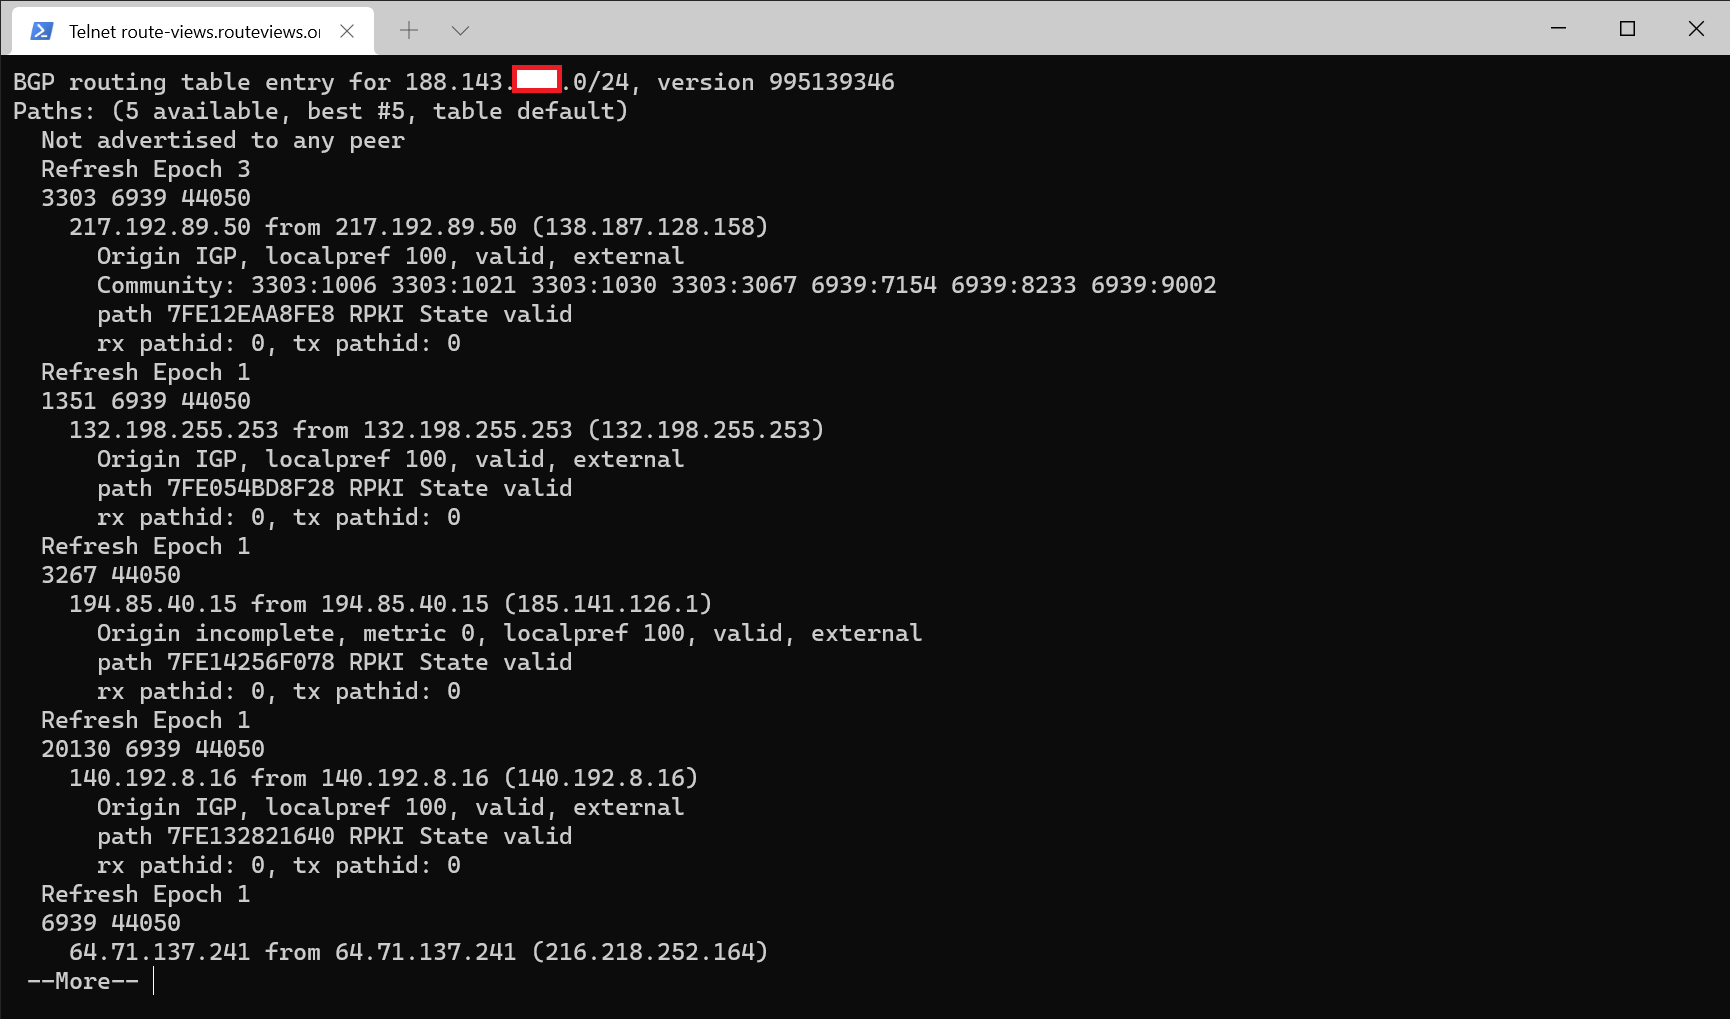 Telnet route-views.routeviews.o
BGP routing table entry for 188.143. .0/24, version 995139346
Paths: (5 available, best #5, table default)
Not advertised to any peer
Refresh Epoch 3
3303 6939 44050
217.192.89.50 from 217.192.89.50 (138.187.128.158)
Origin IGP, localpref 100, valid, external
Community: 3303:1006 3303:1021 3303:1030 3303:3067 6939:7154 6939:8233 6939:9002
path 7FE12EAA8FE8 RPKI State valid
rx pathid: 0, tx pathid: 0
Refresh Epoch 1
1351 6939 44050
132.198.255.253 from 132.198.255.253 (132.198.255.253)
Origin IGP, localpref 100, valid, external
path 7FE054BD8F28 RPKI State valid
rx pathid: 0, tx pathid: 0
Refresh Epoch 1
3267 44050
194.85.40.15 from 194.85.40.15 (185.141.126.1)
Origin incomplete, metric 0, localpref 100, valid, external
path 7FE14256F078 RPKI State valid
rx pathid: 0, tx pathid: 0
Refresh Epoch 1
20130 6939 44050
140.192.8.16 from 140.192.8.16 (140.192.8.16)
Origin IGP, localpref 100, valid, external
path 7FE132821640 RPKI State valid
rx pathid: 0, tx pathid: 0
Refresh Epoch 1
6939 44050
64.71.137.241 from 64.71.137.241 (216.218.252.164)
--More--